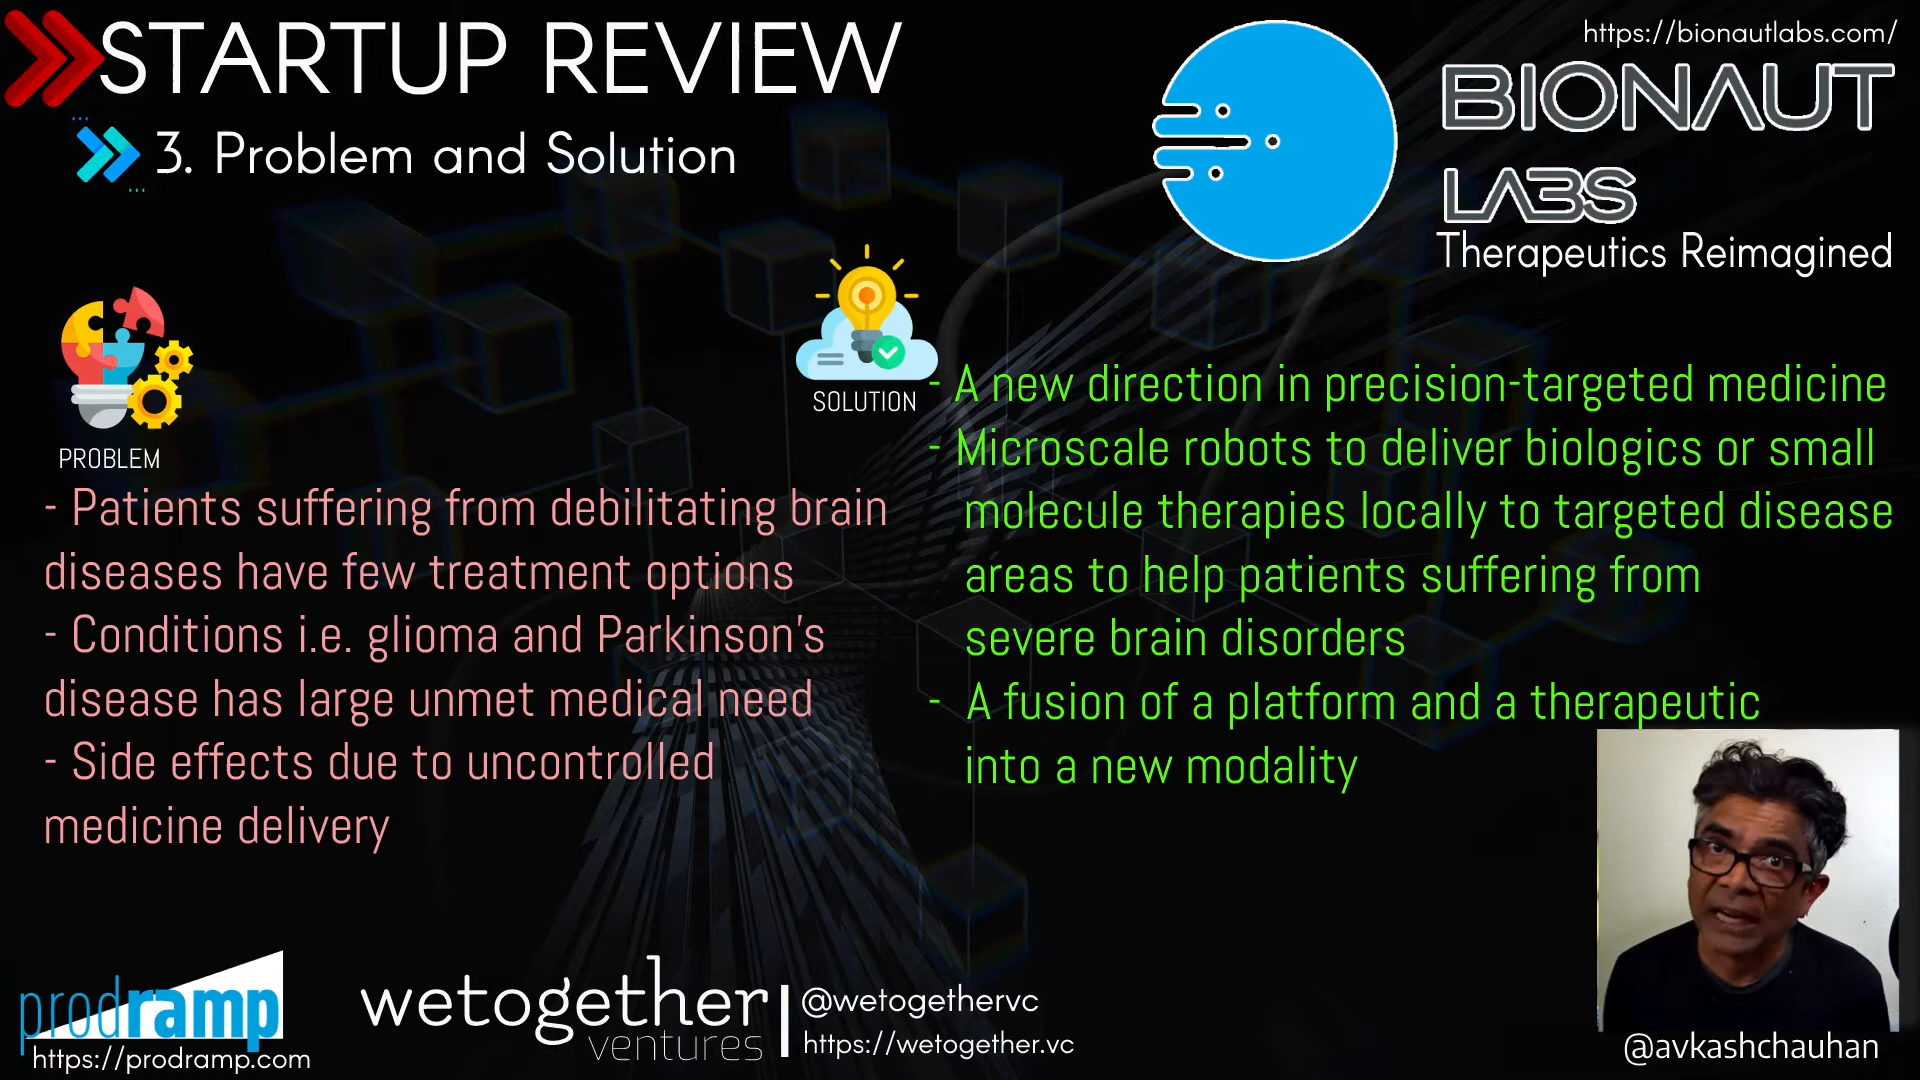 STARTUP REVIEW
3. Problem and Solution
https://bionautlabs.com/
BIONAUT
LABS
Therapeutics Reimagined
PROBLEM
- Patients suffering from debilitating brain
diseases have few treatment options
- Conditions i.e. glioma and Parkinson's
disease has large unmet medical need
- Side effects due to uncontrolled
medicine delivery
SOLUTION
- A new direction in precision-targeted medicine
- Microscale robots to deliver biologics or small
molecule therapies locally to targeted disease
areas to help patients suffering from
severe brain disorders
- A fusion of a platform and a therapeutic
into a new modality
prodramp
https://prodramp.com
wetogether
ventures
@wetogethervc
https://wetogether.vc
@avkashchauhan